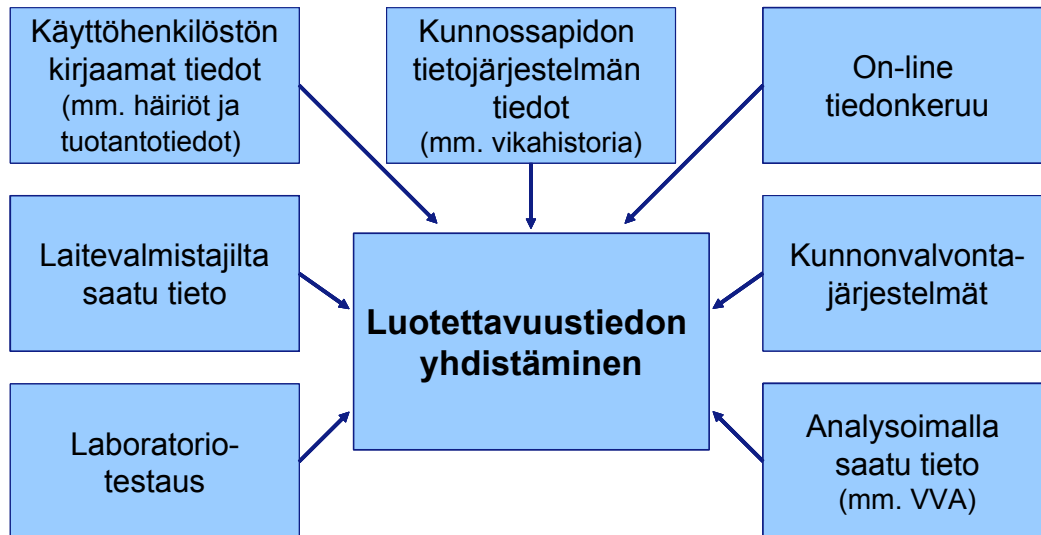 Käyttöhenkilöstön
kirjaamat tiedot
(mm. häiriöt ja
tuotantotiedot)
Kunnossapidon
tietojärjestelmän
tiedot
(mm. vikahistoria)
On-line
tiedonkeruu
Laitevalmistajilta
saatu tieto
Luotettavuustiedon
yhdistäminen
Kunnonvalvonta-
järjestelmät
Laboratorio-
testaus
Analysoimalla
saatu tieto
(mm. VVA)